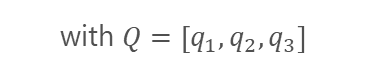 with 𝑄 = [𝑞₁, 𝑞₂, 𝑞₃]